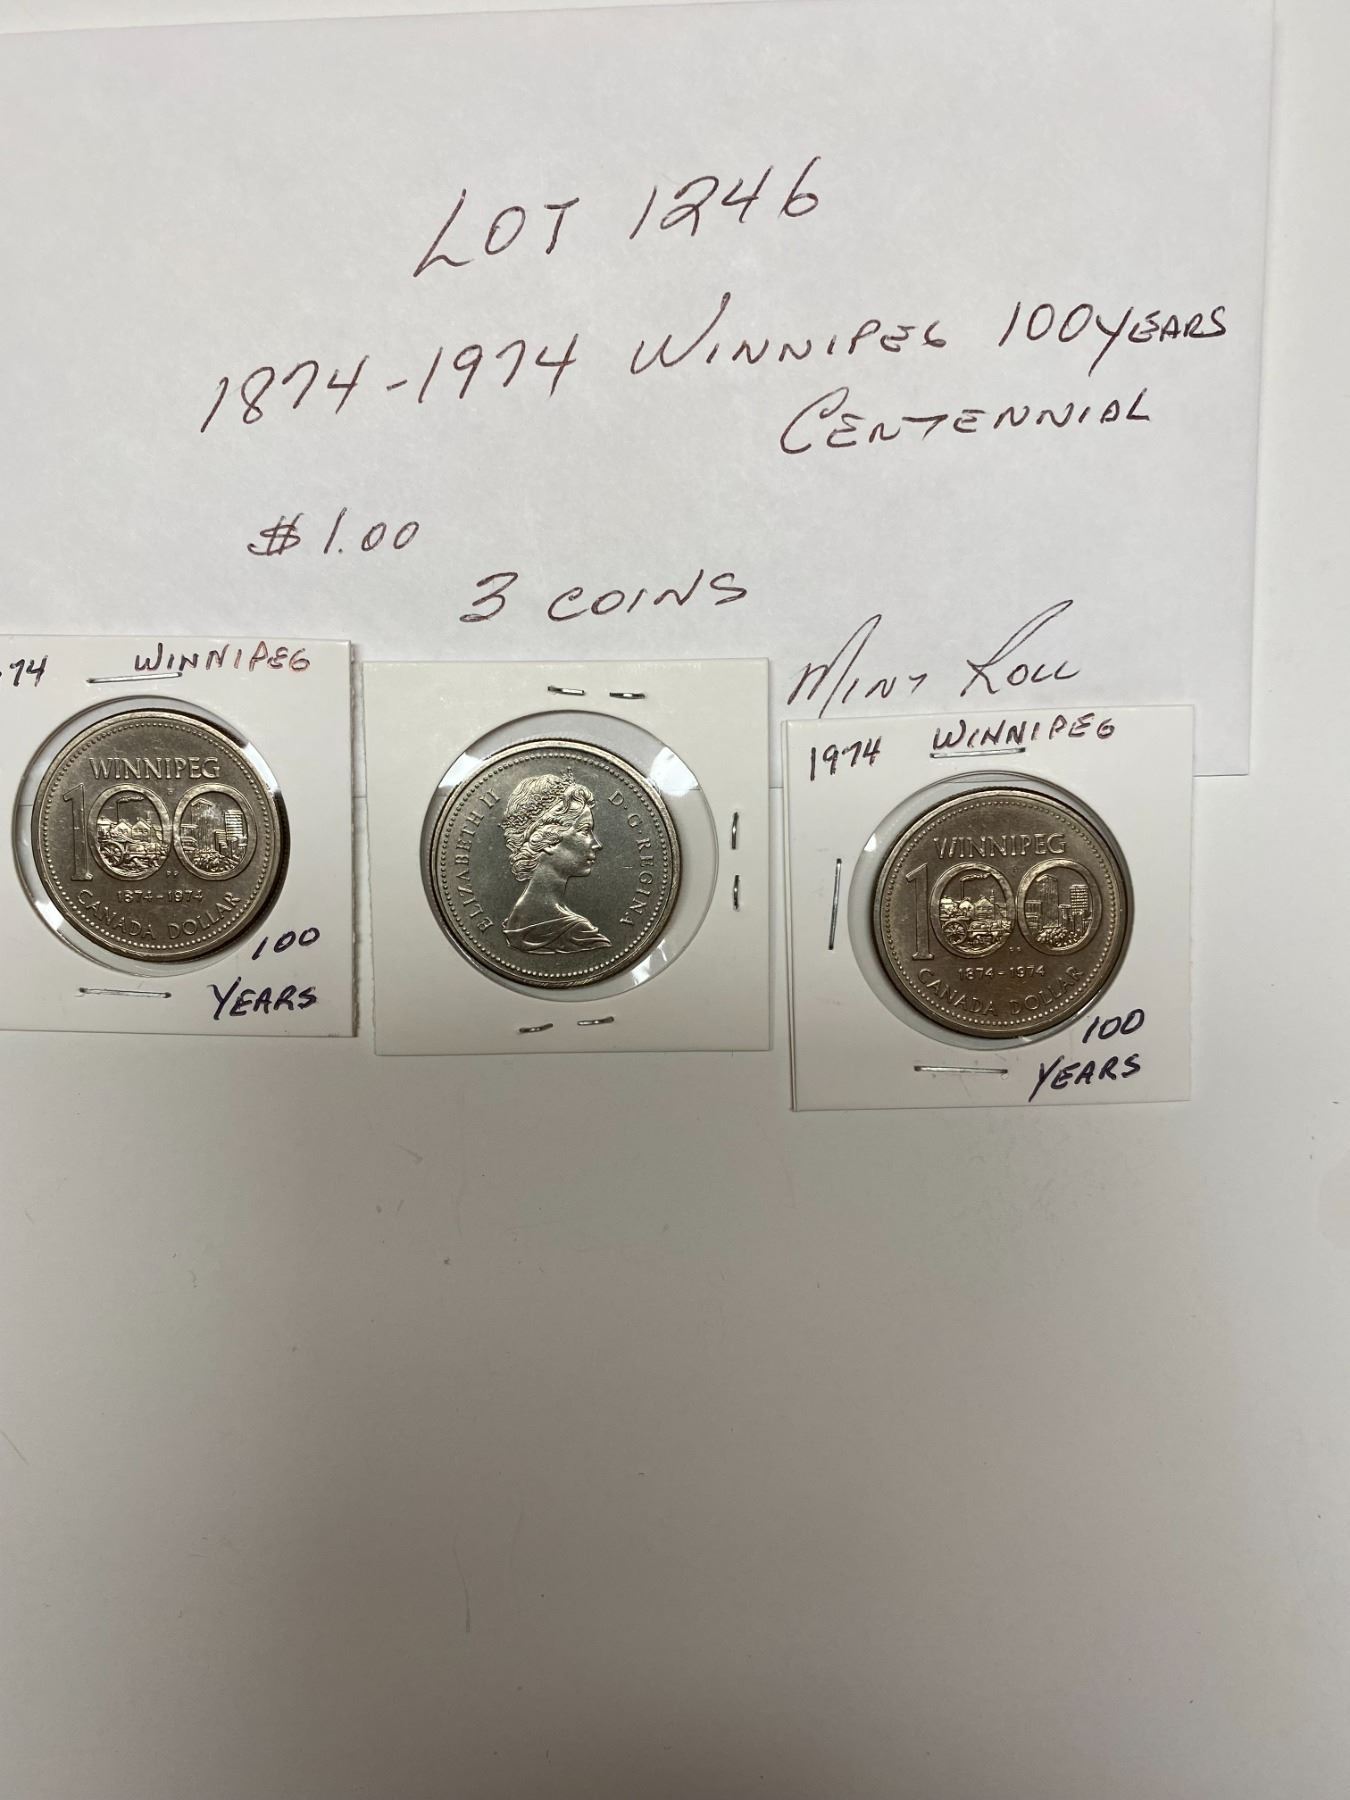 LOT 1246
1874-1974 WINNIPEG 100 YEARS
CENTENNIAL
$1.00
3 COINS
MINT ROLL
74 WINNIPEG
WINNIPEG
100
1874-1974
CANADA DOLLAR
100
YEARS
ELIZABETH II D·G·REGINA
1974 WINNIPEG
WINNIPEG
100
1874-1974
CANADA DOLLAR
100
YEARS